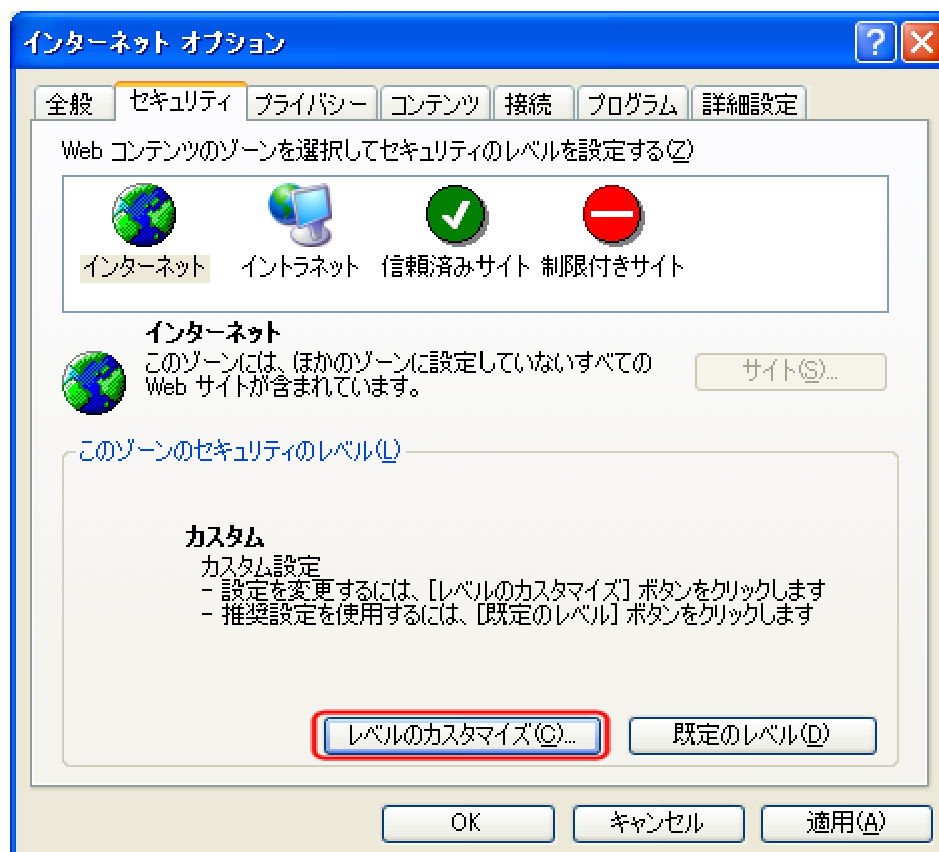 インターネット オプション
全般 セキュリティ プライバシー コンテンツ 接続 プログラム 詳細設定
Web コンテンツのゾーンを選択してセキュリティのレベルを設定する(Z)
インターネット イントラネット 信頼済みサイト 制限付きサイト
インターネット
このゾーンには、ほかのゾーンに設定していないすべての
Web サイトが含まれています。
サイト(S)...
このゾーンのセキュリティのレベル(L)
カスタム
カスタム設定
- 設定を変更するには、[レベルのカスタマイズ] ボタンをクリックします
- 推奨設定を使用するには、[既定のレベル] ボタンをクリックします
レベルのカスタマイズ(C)... 既定のレベル(D)
OK キャンセル 適用(A)